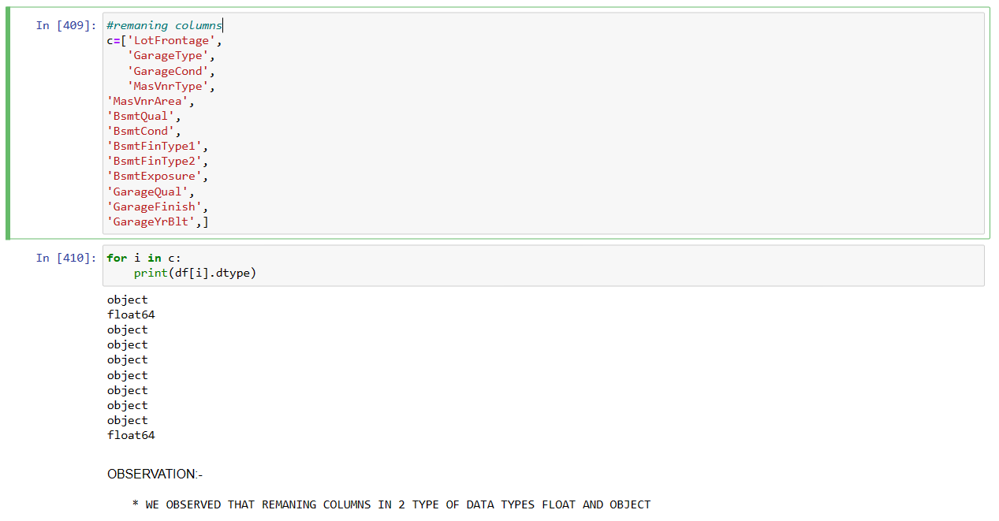 In [409]: #remaning columns
c=['LotFrontage',
'GarageType',
'GarageCond',
'MasVnrType',
'MasVnrArea',
'BsmtQual',
'BsmtCond',
'BsmtFinType1',
'BsmtFinType2',
'BsmtExposure',
'GarageQual',
'GarageFinish',
'GarageYrBlt',]
In [410]: for i in c:
print(df[i].dtype)
object
float64
object
object
object
object
object
object
object
float64
OBSERVATION:-
* WE OBSERVED THAT REMANING COLUMNS IN 2 TYPE OF DATA TYPES FLOAT AND OBJECT